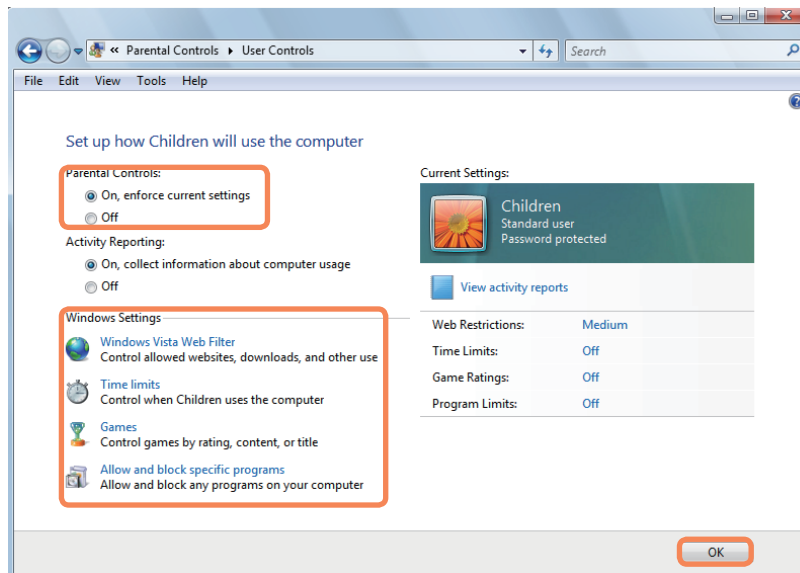 « Parental Controls User Controls
Search
File Edit View Tools Help
Set up how Children will use the computer
Parental Controls:
On, enforce current settings
Off
Activity Reporting:
On, collect information about computer usage
Off
Windows Settings
Windows Vista Web Filter
Control allowed websites, downloads, and other use
Time limits
Control when Children uses the computer
Games
Control games by rating, content, or title
Allow and block specific programs
Allow and block any programs on your computer
Current Settings:
Children
Standard user
Password protected
View activity reports
Web Restrictions: Medium
Time Limits: Off
Game Ratings: Off
Program Limits: Off
OK